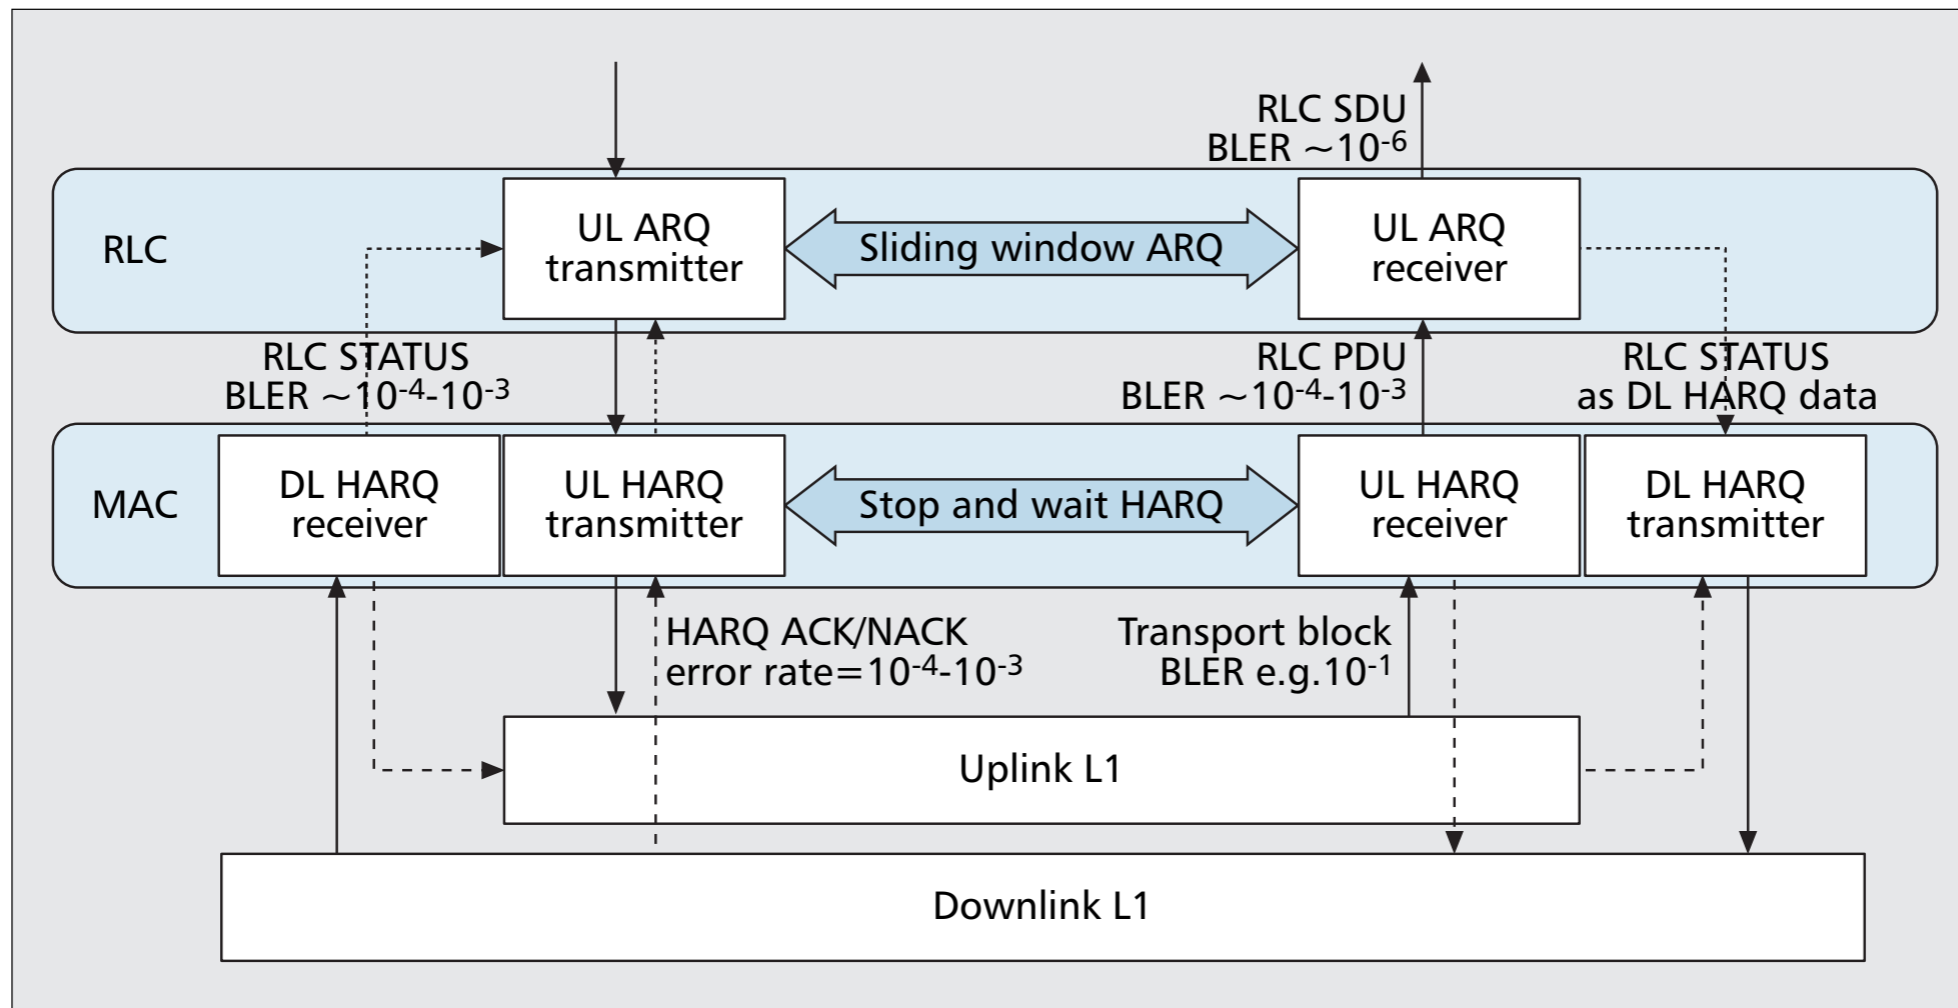 RLC SDU
BLER ~10⁻⁶
RLC
UL ARQ
transmitter
Sliding window ARQ
UL ARQ
receiver
RLC STATUS
BLER ~10⁻⁴-10⁻³
RLC PDU
BLER ~10⁻⁴-10⁻³
RLC STATUS
as DL HARQ data
MAC
DL HARQ
receiver
UL HARQ
transmitter
Stop and wait HARQ
UL HARQ
receiver
DL HARQ
transmitter
HARQ ACK/NACK
error rate=10⁻⁴-10⁻³
Transport block
BLER e.g.10⁻¹
Uplink L1
Downlink L1